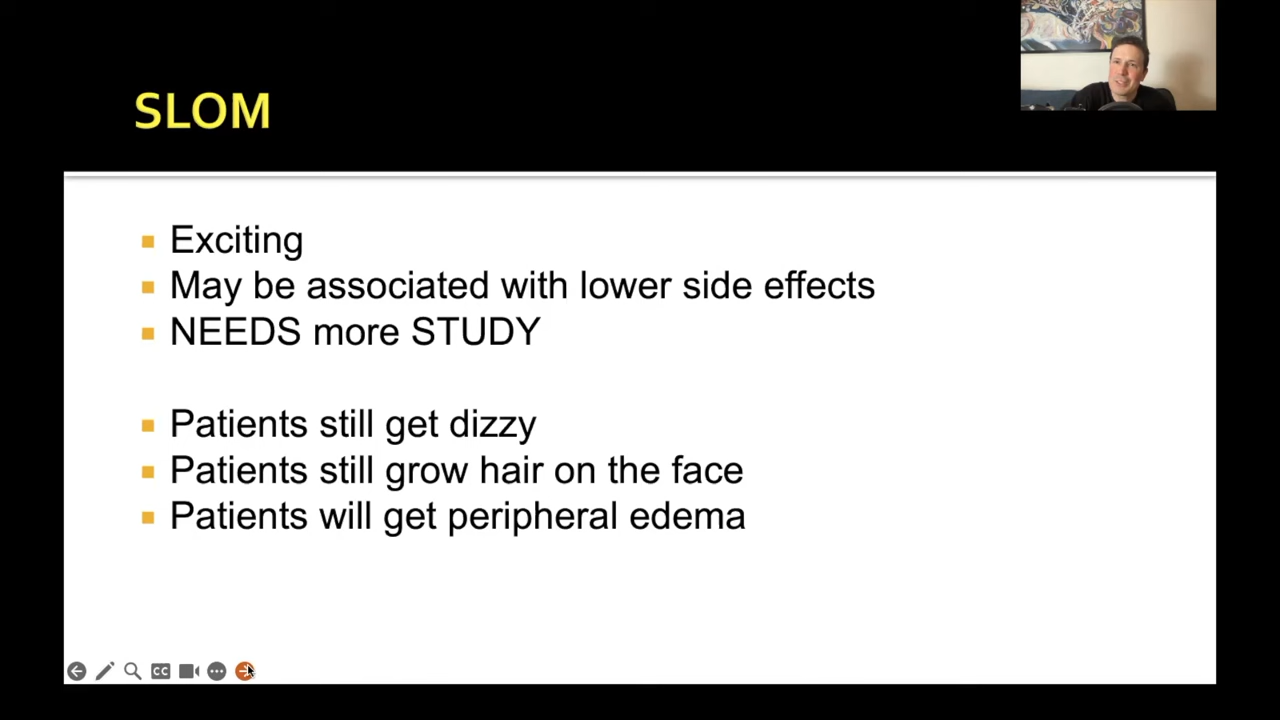 SLOM
Exciting
May be associated with lower side effects
NEEDS more STUDY
Patients still get dizzy
Patients still grow hair on the face
Patients will get peripheral edema
CC